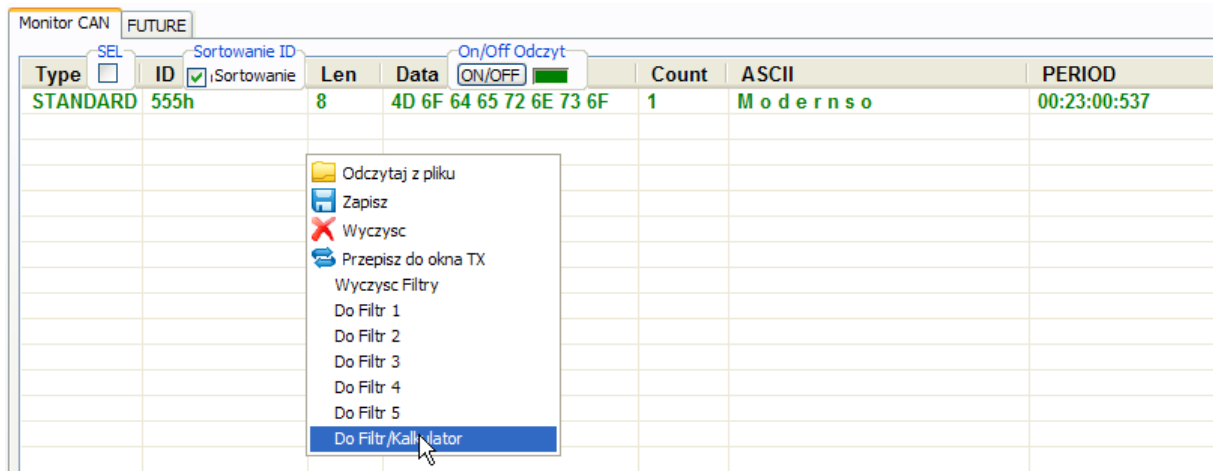 Monitor CAN FUTURE
SEL Sortowanie ID On/Off Odczyt
Type ID Sortowanie Len Data ON/OFF Count ASCII PERIOD
STANDARD 555h 8 4D 6F 64 65 72 6E 73 6F 1 M o d e r n s o 00:23:00:537
Odczytaj z pliku
Zapisz
Wyczysc
Przepisz do okna TX
Wyczysc Filtry
Do Filtr 1
Do Filtr 2
Do Filtr 3
Do Filtr 4
Do Filtr 5
Do Filtr/Kalkulator